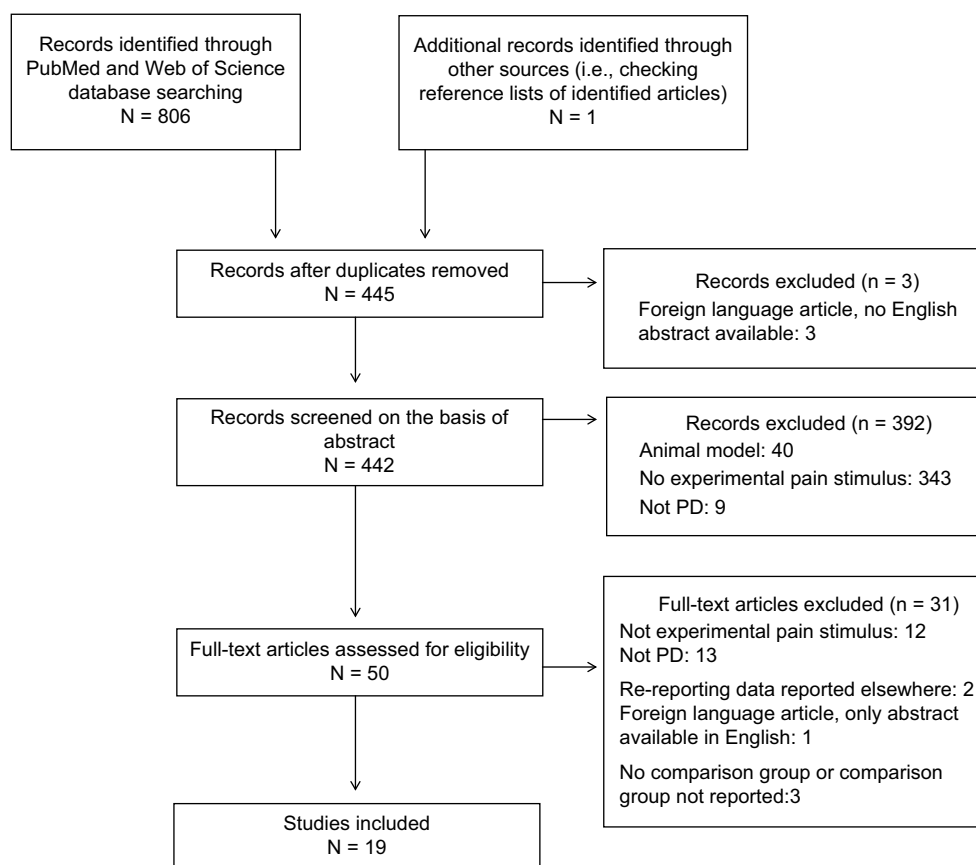 Records identified through
PubMed and Web of Science
database searching
N = 806
Additional records identified through
other sources (i.e., checking
reference lists of identified articles)
N = 1
Records after duplicates removed
N = 445
Records excluded (n = 3)
Foreign language article, no English
abstract available: 3
Records screened on the basis of
abstract
N = 442
Records excluded (n = 392)
Animal model: 40
No experimental pain stimulus: 343
Not PD: 9
Full-text articles assessed for eligibility
N = 50
Full-text articles excluded (n = 31)
Not experimental pain stimulus: 12
Not PD: 13
Re-reporting data reported elsewhere: 2
Foreign language article, only abstract
available in English: 1
No comparison group or comparison
group not reported:3
Studies included
N = 19